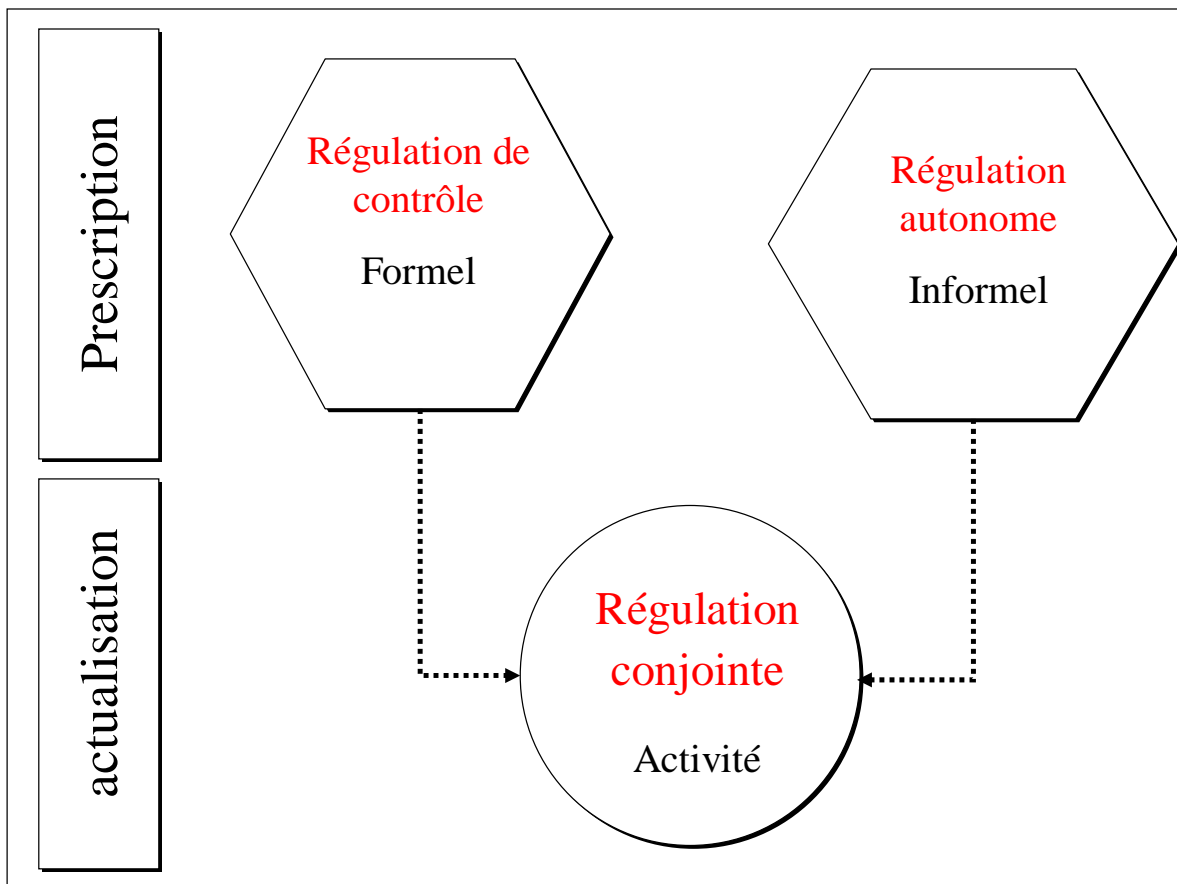 Prescription
Régulation de
contrôle
Formel
Régulation
autonome
Informel
actualisation
Régulation
conjointe
Activité